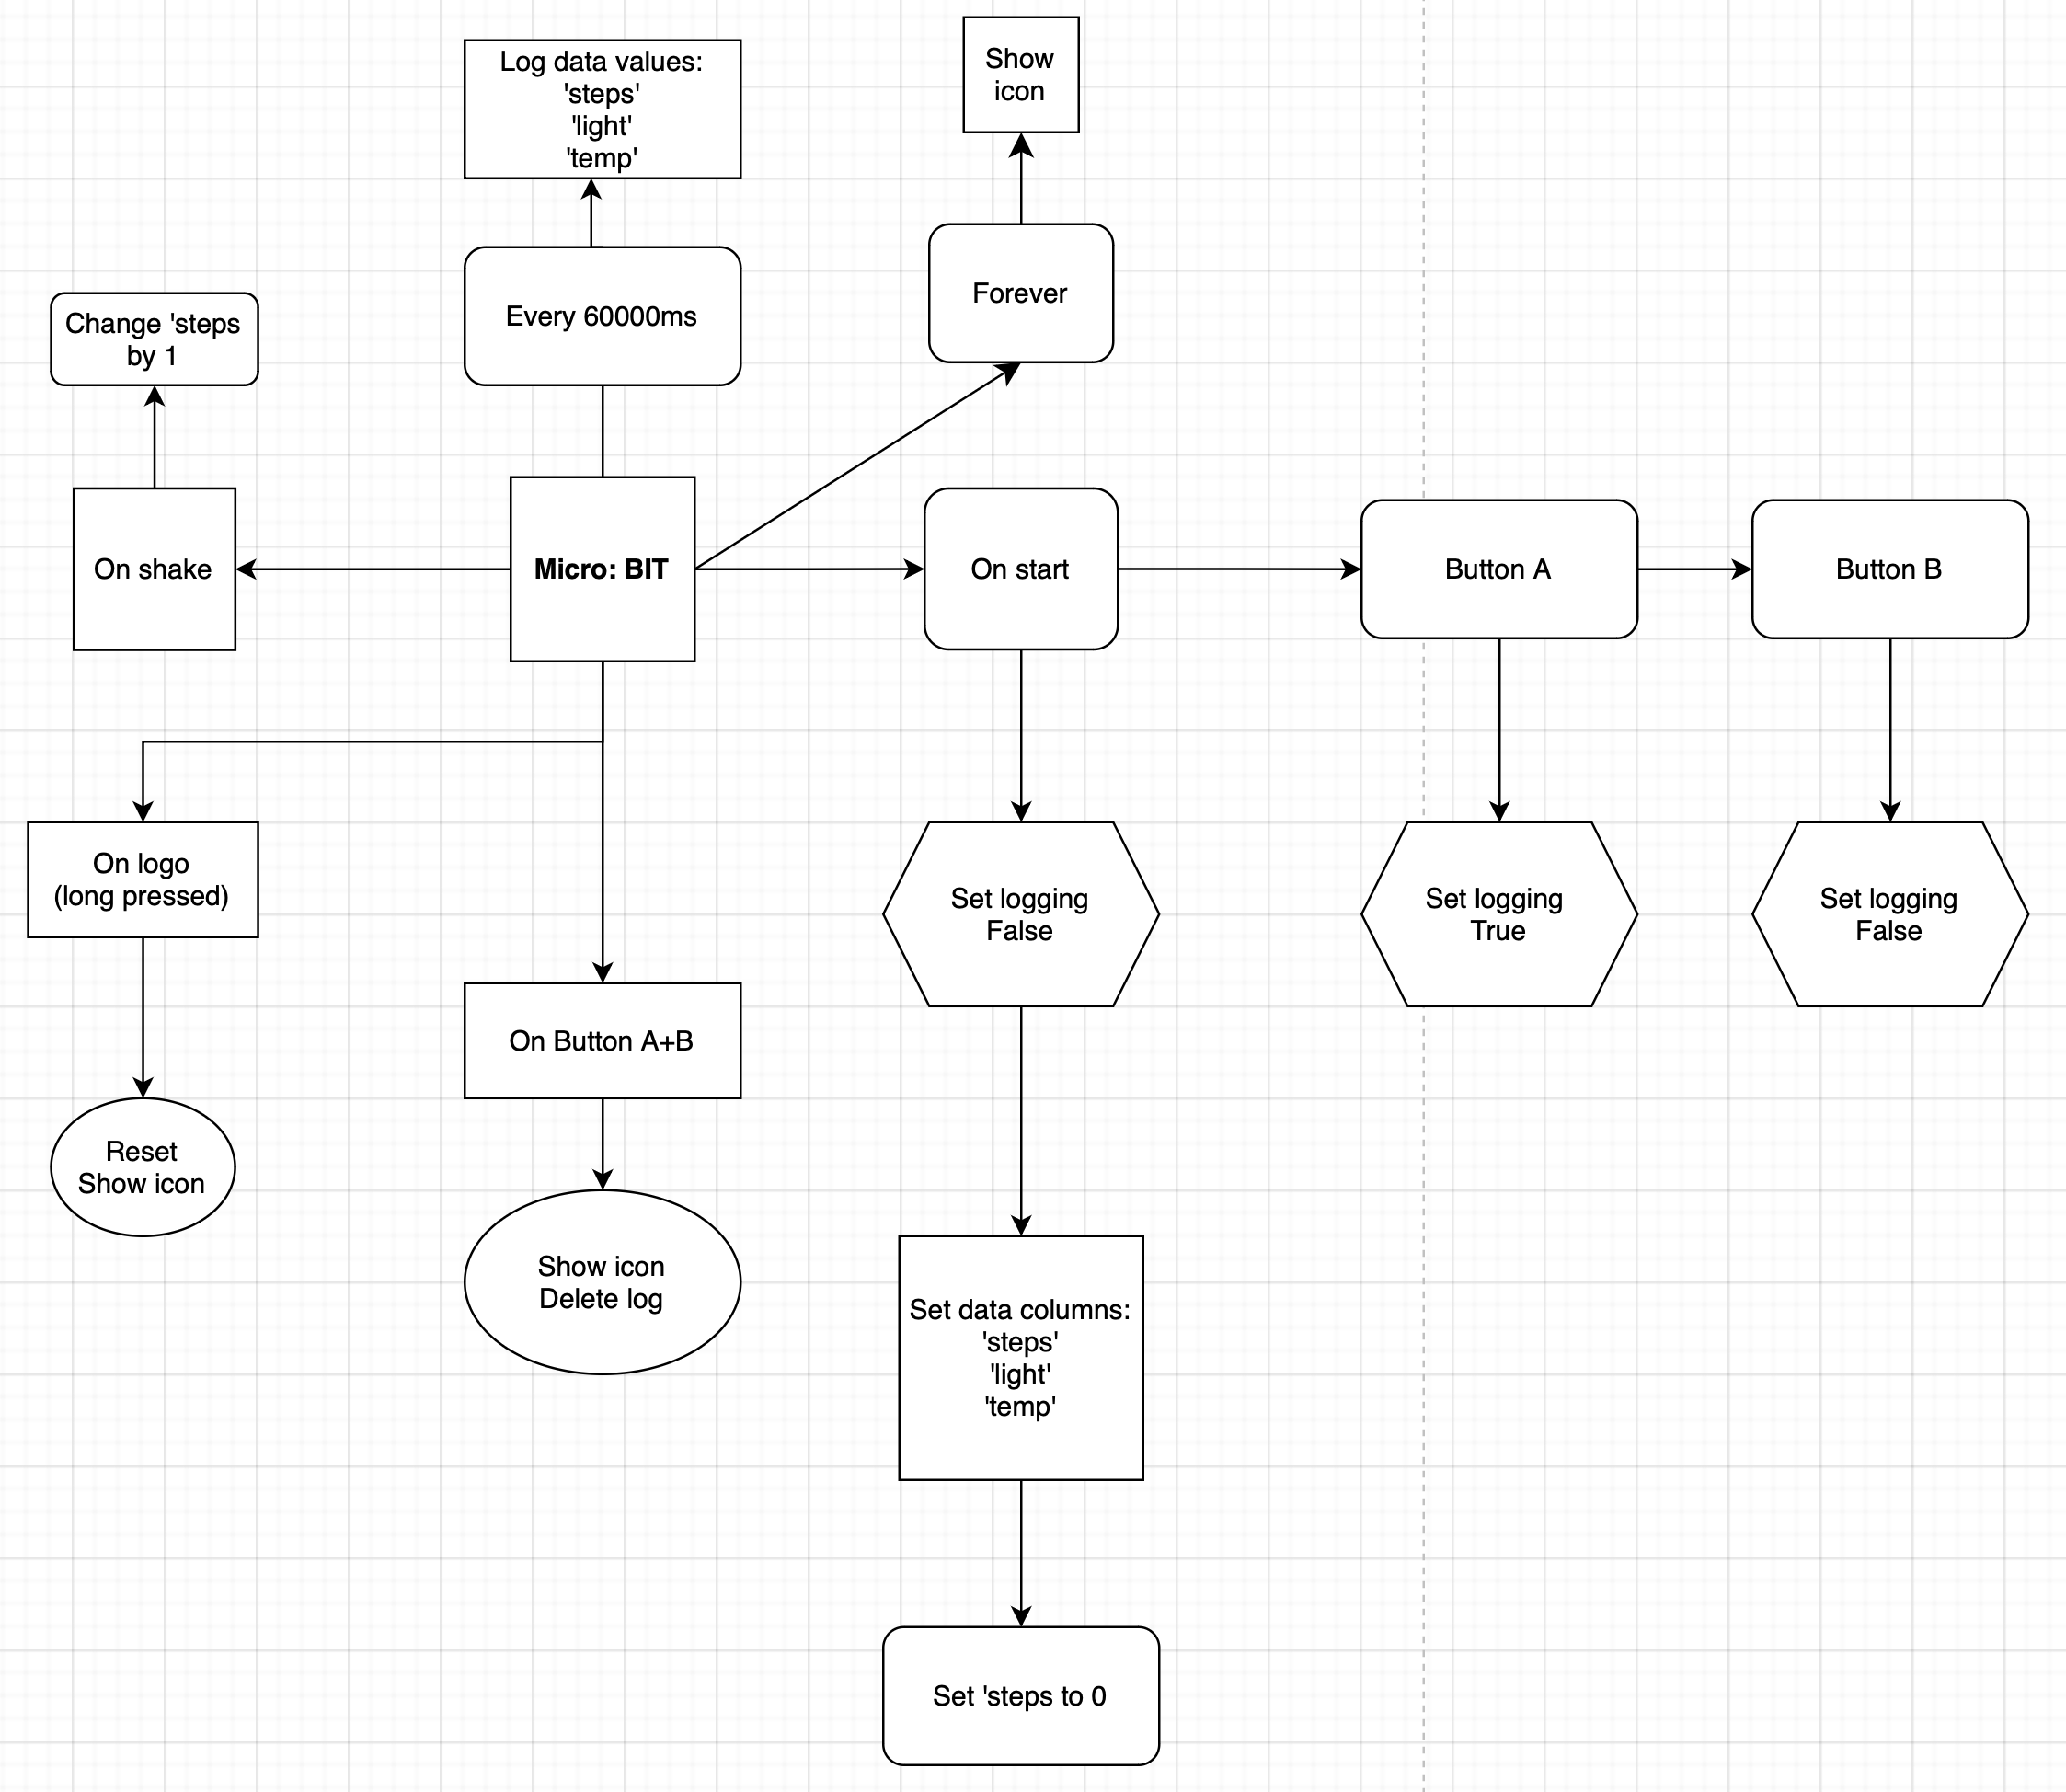 Show
icon
Log data values:
'steps'
'light'
'temp'
Forever
Every 60000ms
Change 'steps
by 1
On shake
Micro: BIT
On start
Button A
Button B
On logo
(long pressed)
Set logging
False
Set logging
True
Set logging
False
On Button A+B
Reset
Show icon
Show icon
Delete log
Set data columns:
'steps'
'light'
'temp'
Set 'steps to 0